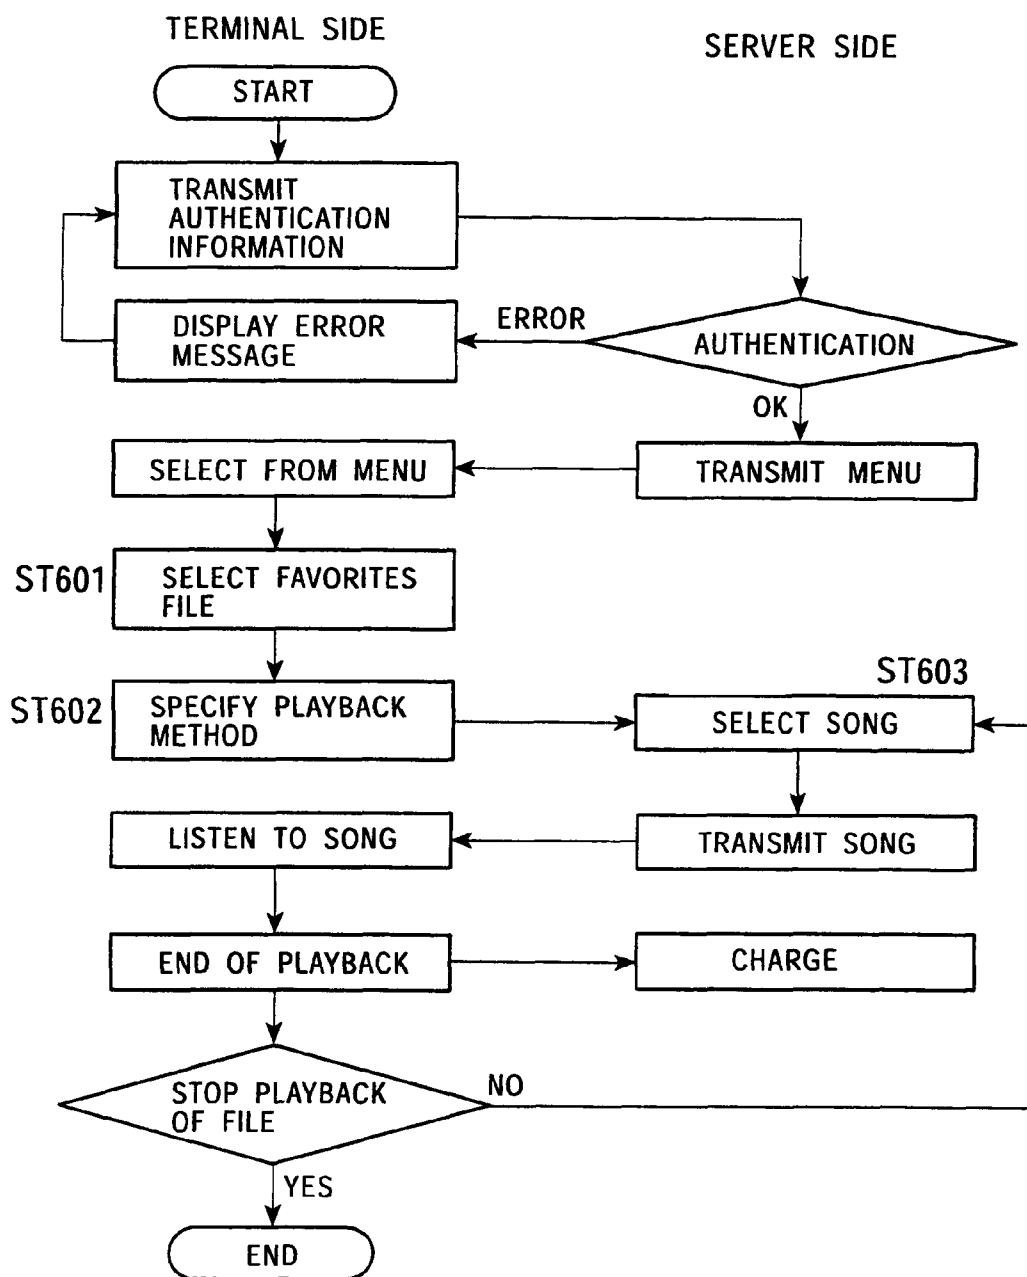 TERMINAL SIDE
SERVER SIDE
START
TRANSMIT
AUTHENTICATION
INFORMATION
DISPLAY ERROR
MESSAGE
ERROR
AUTHENTICATION
OK
SELECT FROM MENU
TRANSMIT MENU
ST601
SELECT FAVORITES
FILE
ST603
ST602
SPECIFY PLAYBACK
METHOD
SELECT SONG
LISTEN TO SONG
TRANSMIT SONG
END OF PLAYBACK
CHARGE
STOP PLAYBACK
OF FILE
NO
YES
END